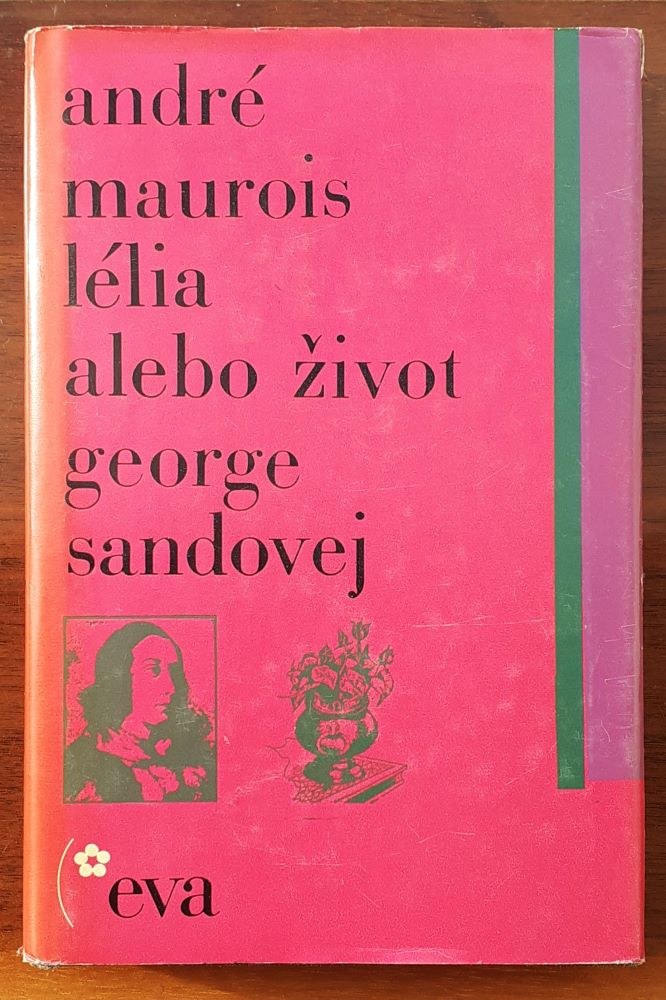 andré
maurois
lélia
alebo život
george
sandovej
eva